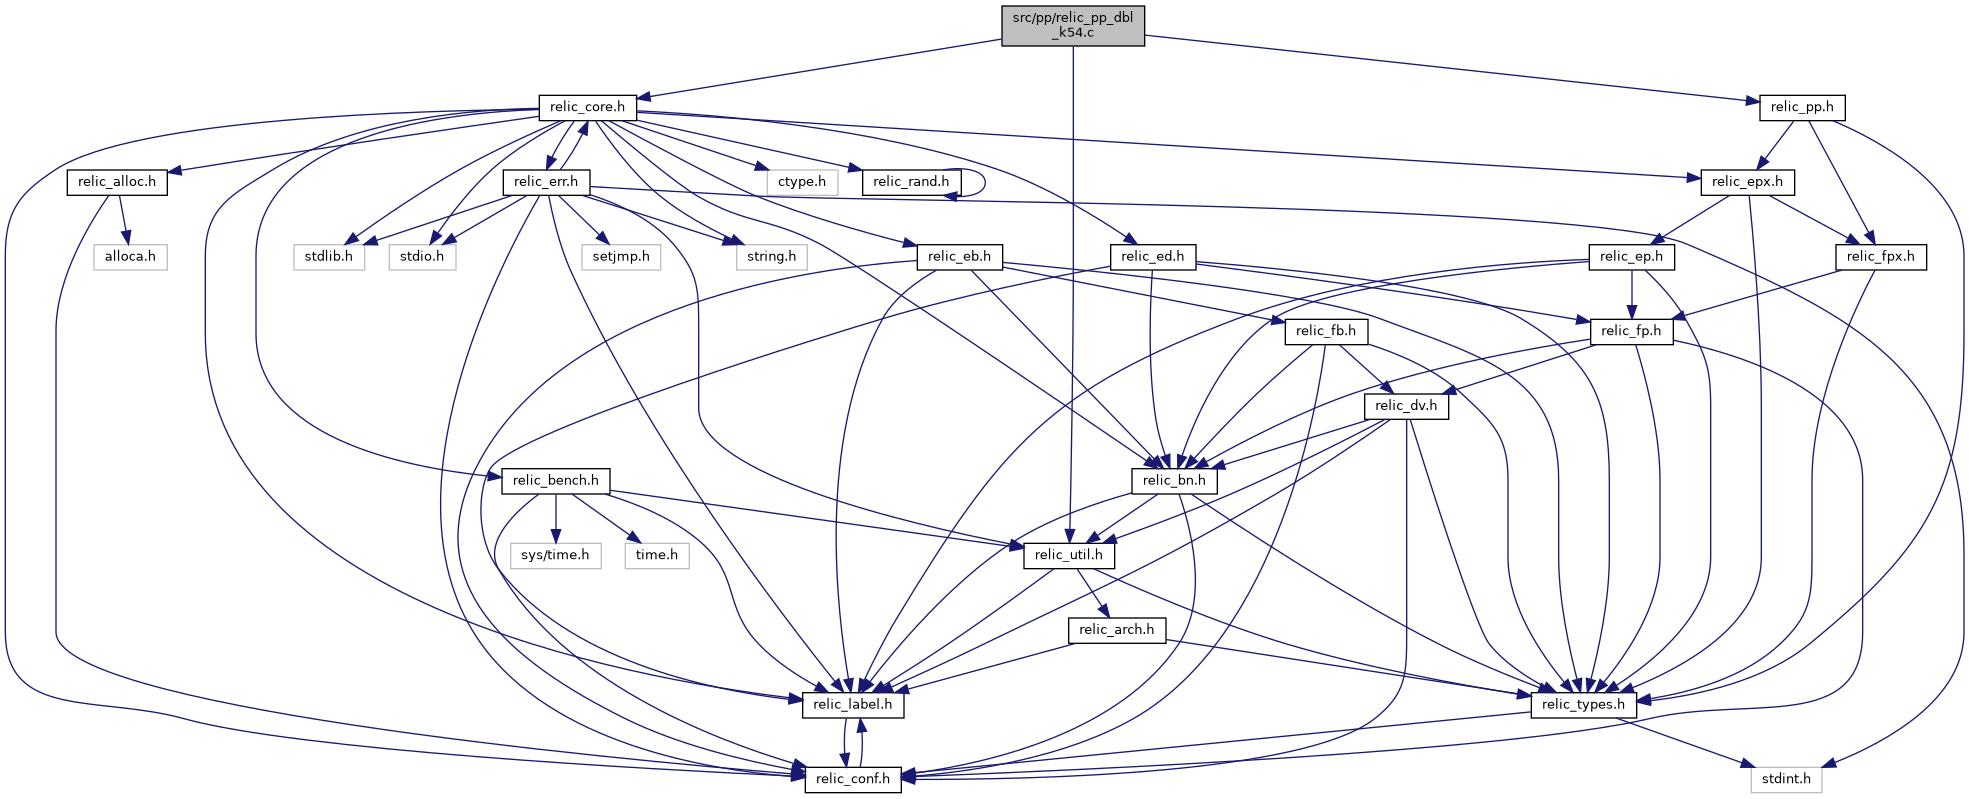 src/pp/relic_pp_dbl
_k54.c
relic_core.h
relic_pp.h
relic_alloc.h
relic_err.h
ctype.h
relic_rand.h
relic_epx.h
alloca.h
stdlib.h
stdio.h
setjmp.h
string.h
relic_eb.h
relic_ed.h
relic_ep.h
relic_fpx.h
relic_fb.h
relic_fp.h
relic_dv.h
relic_bench.h
relic_bn.h
sys/time.h
time.h
relic_util.h
relic_arch.h
relic_label.h
relic_types.h
relic_conf.h
stdint.h